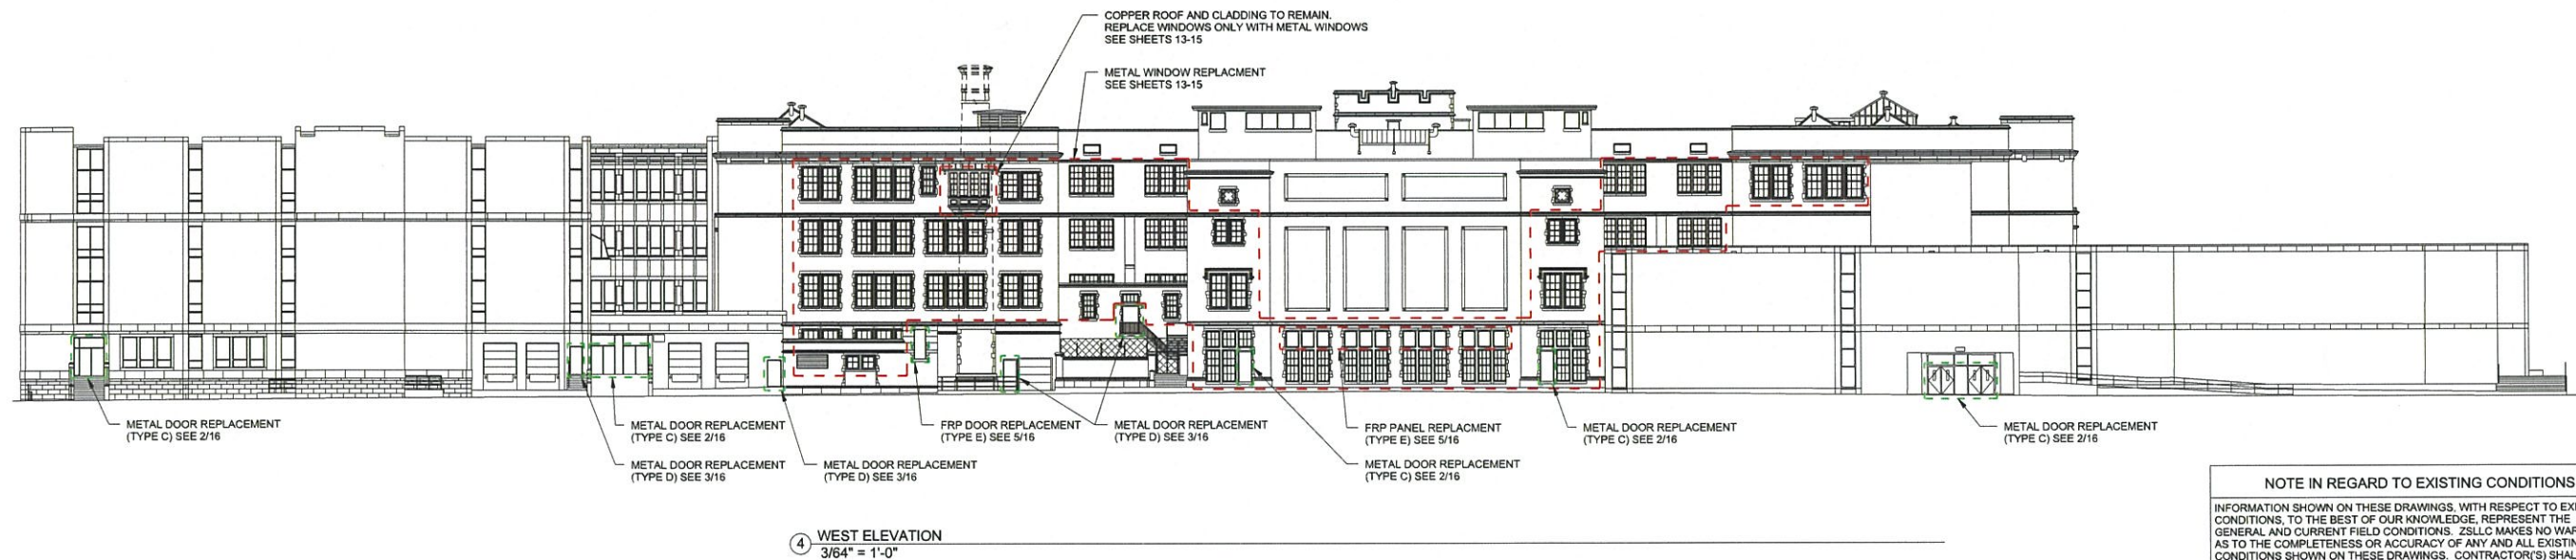 COPPER ROOF AND CLADDING TO REMAIN.
REPLACE WINDOWS ONLY WITH METAL WINDOWS
SEE SHEETS 13-15
METAL WINDOW REPLACMENT
SEE SHEETS 13-15
METAL DOOR REPLACEMENT
(TYPE C) SEE 2/16
METAL DOOR REPLACEMENT
(TYPE C) SEE 2/16
METAL DOOR REPLACEMENT
(TYPE D) SEE 3/16
METAL DOOR REPLACEMENT
(TYPE D) SEE 3/16
FRP DOOR REPLACEMENT
(TYPE E) SEE 5/16
METAL DOOR REPLACEMENT
(TYPE D) SEE 3/16
FRP PANEL REPLACMENT
(TYPE E) SEE 5/16
METAL DOOR REPLACEMENT
(TYPE C) SEE 2/16
METAL DOOR REPLACEMENT
(TYPE C) SEE 2/16
METAL DOOR REPLACEMENT
(TYPE C) SEE 2/16
4 WEST ELEVATION
3/64" = 1'-0"
NOTE IN REGARD TO EXISTING CONDITIONS
INFORMATION SHOWN ON THESE DRAWINGS, WITH RESPECT TO
CONDITIONS, TO THE BEST OF OUR KNOWLEDGE, REPRESENT THE
GENERAL AND CURRENT FIELD CONDITIONS. ZSLLC MAKES NO
AS TO THE COMPLETENESS OR ACCURACY OF ANY AND ALL
CONDITIONS SHOWN ON THESE DRAWINGS. CONTRACTOR('S)